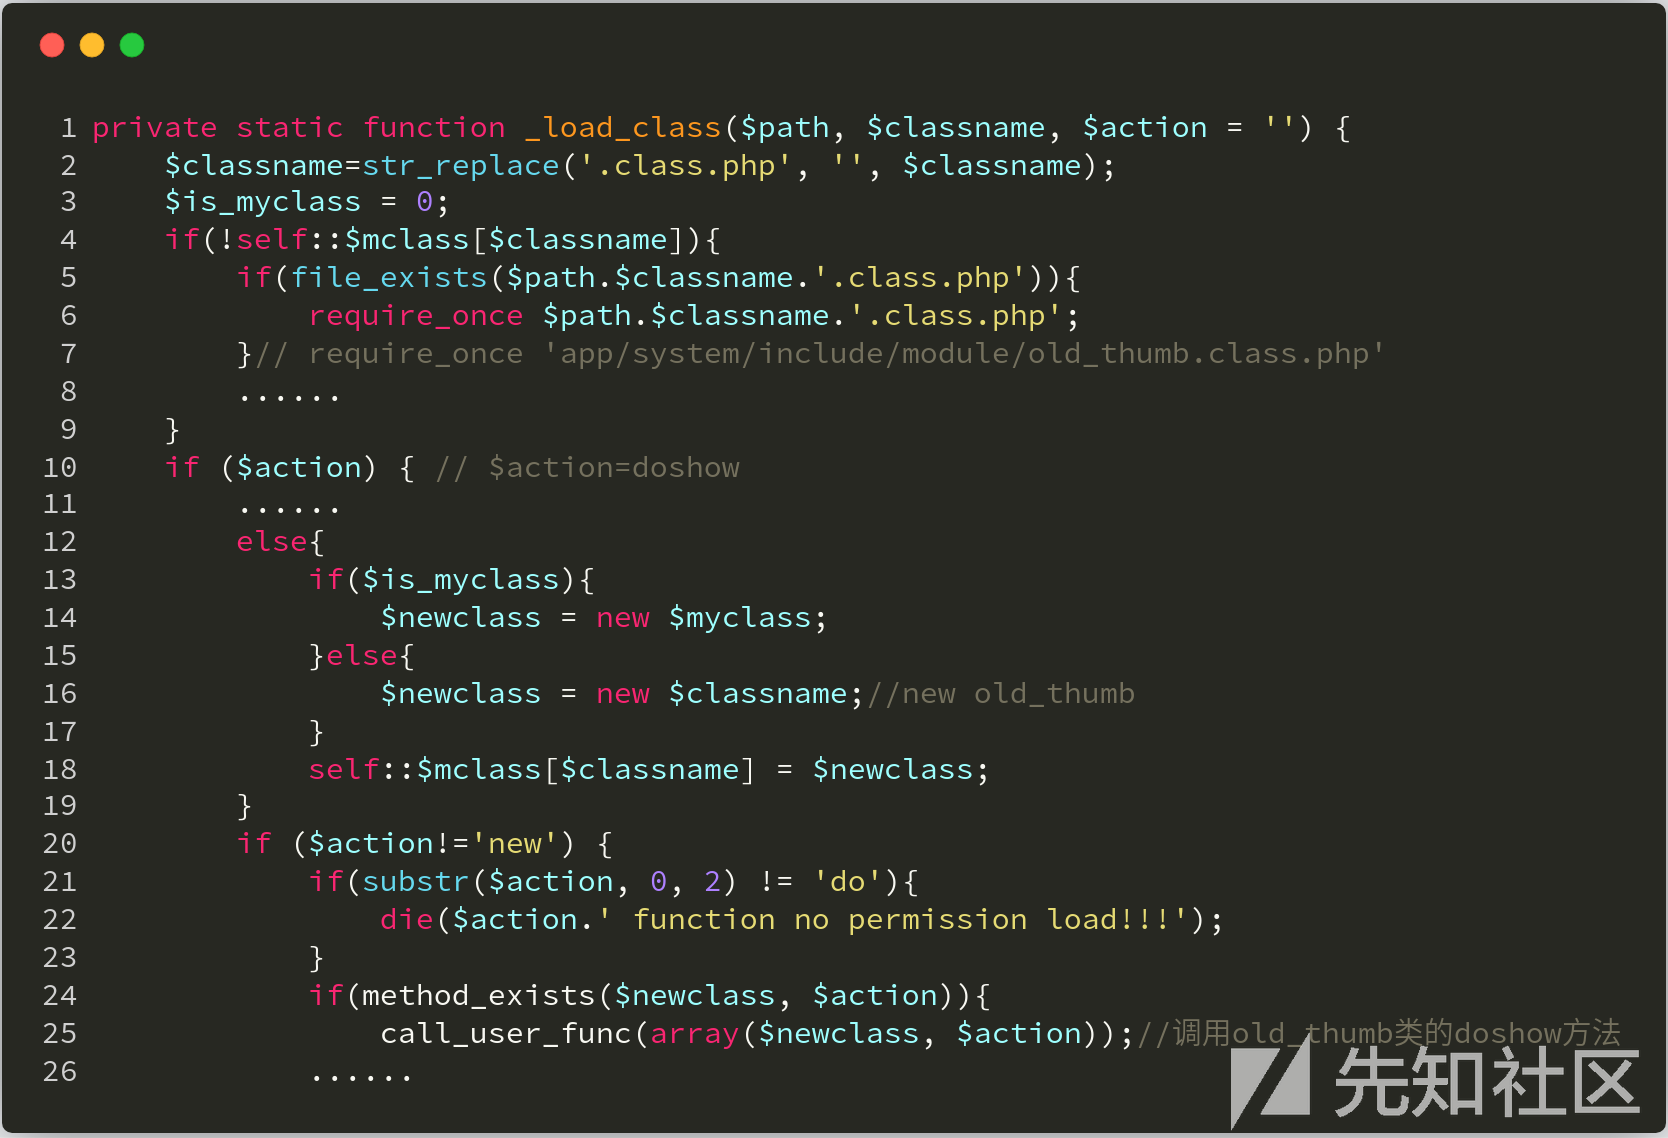 1 private static function _load_class($path, $classname, $action = '') {
2     $classname=str_replace('.class.php', '', $classname);
3     $is_myclass = 0;
4     if(!self::$mclass[$classname]){
5         if(file_exists($path.$classname.'.class.php')){
6             require_once $path.$classname.'.class.php';
7         }// require_once 'app/system/include/module/old_thumb.class.php'
8         ......
9     }
10     if ($action) { // $action=doshow
11         ......
12         else{
13             if($is_myclass){
14                 $newclass = new $myclass;
15             }else{
16                 $newclass = new $classname;//new old_thumb
17             }
18             self::$mclass[$classname] = $newclass;
19         }
20         if ($action!='new') {
21             if(substr($action, 0, 2) != 'do'){
22                 die($action.' function no permission load!!!');
23             }
24             if(method_exists($newclass, $action)){
25                 call_user_func(array($newclass, $action));//调用old_thumb类的doshow方法
26             ......
先知社区